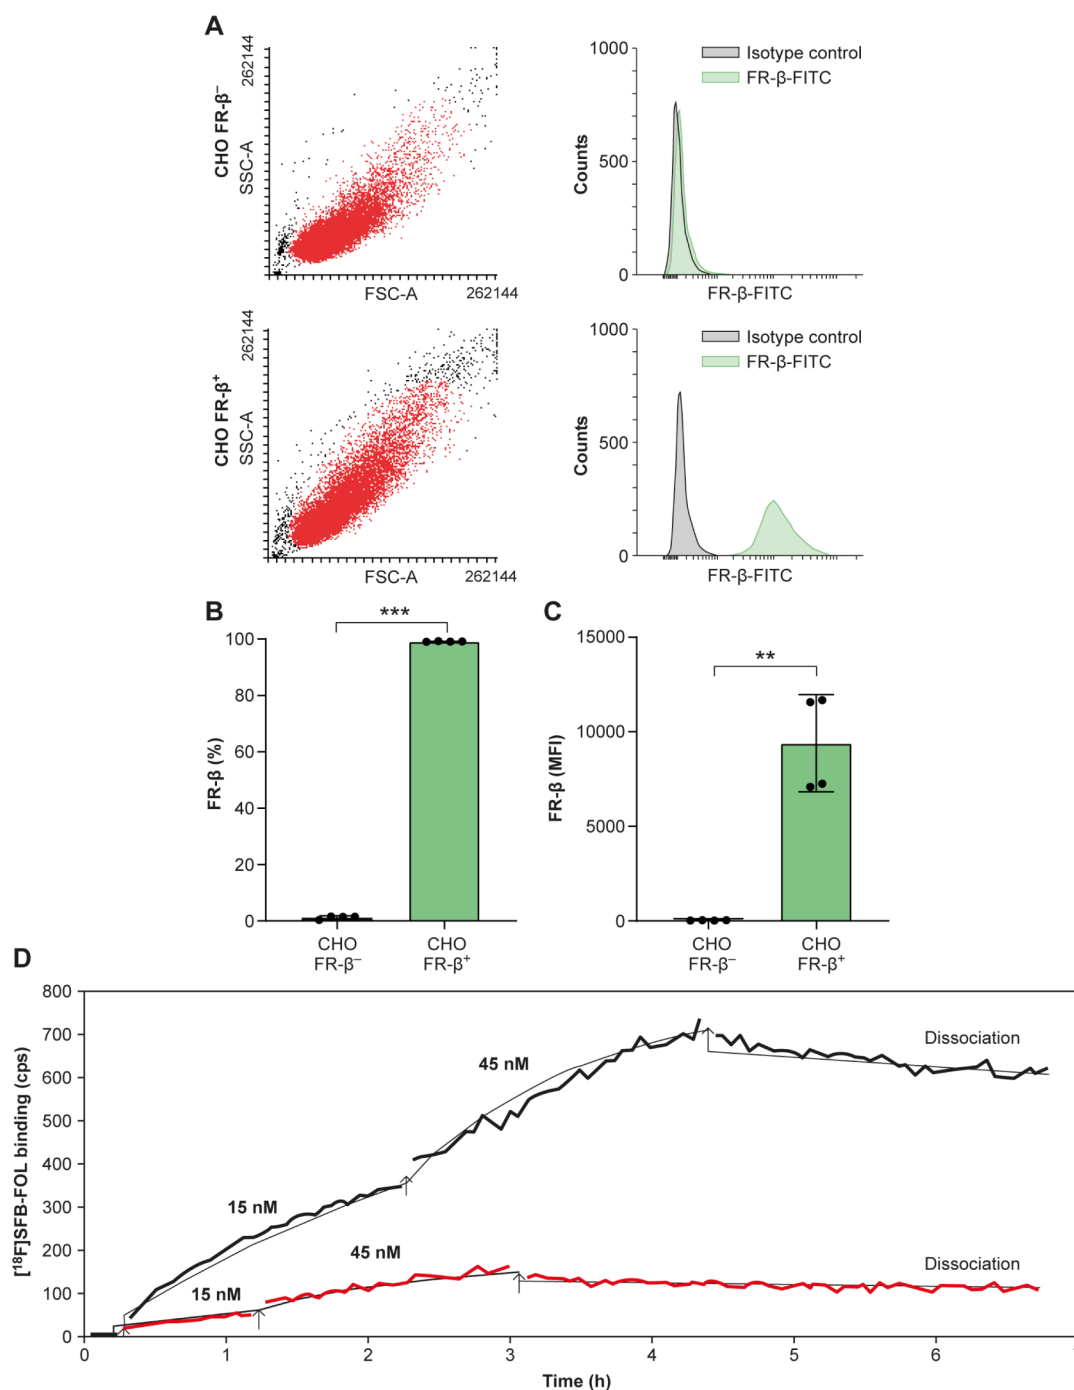 A
CHO FR-β⁻
SSC-A
262144
FSC-A
262144
Counts
1000
500
0
Isotype control
FR-β-FITC
FR-β-FITC
CHO FR-β⁺
SSC-A
262144
FSC-A
262144
Counts
1000
500
0
Isotype control
FR-β-FITC
FR-β-FITC
B
***
FR-β (%)
100
80
60
40
20
0
CHO
FR-β⁻
CHO
FR-β⁺
C
**
FR-β (MFI)
15000
10000
5000
0
CHO
FR-β⁻
CHO
FR-β⁺
D
[¹⁸F]SFB-FOL binding (cps)
800
700
600
500
400
300
200
100
0
15 nM
45 nM
Dissociation
15 nM
45 nM
Dissociation
0 1 2 3 4 5 6 7
Time (h)